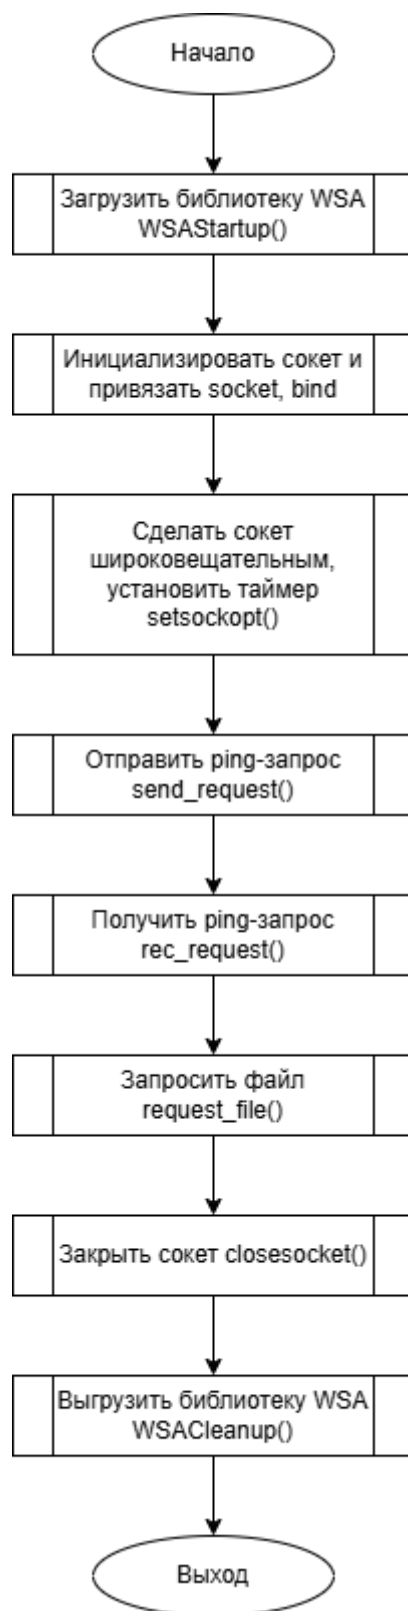 Начало
Загрузить библиотеку WSA
WSAStartup()
Инициализировать сокет и
привязать socket, bind
Сделать сокет
широковещательным,
установить таймер
setsockopt()
Отправить ping-запрос
send_request()
Получить ping-запрос
rec_request()
Запросить файл
request_file()
Закрыть сокет closesocket()
Выгрузить библиотеку WSA
WSACleanup()
Выход